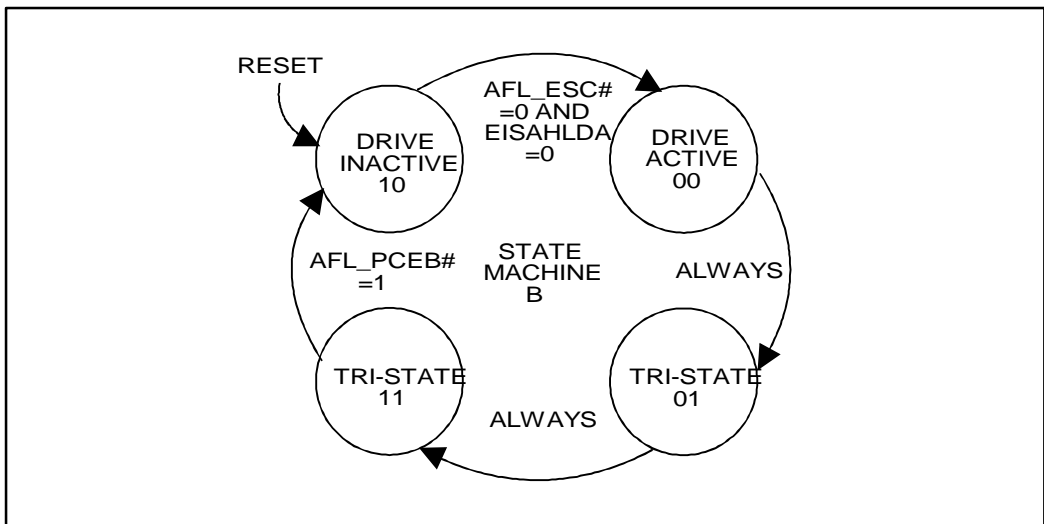 RESET
AFL_ESC#
=0 AND
EISAHLDA
=0
DRIVE
INACTIVE
10
DRIVE
ACTIVE
00
AFL_PCEB#
=1
STATE
MACHINE
B
ALWAYS
TRI-STATE
11
TRI-STATE
01
ALWAYS